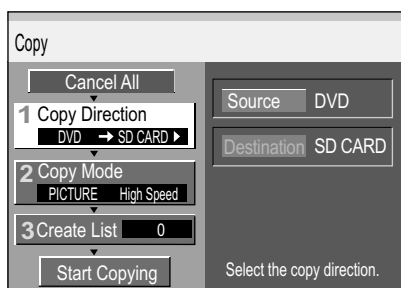 Copy
Cancel All
1 Copy Direction
DVD → SD CARD ▶
2 Copy Mode
PICTURE High Speed
3 Create List 0
Start Copying
Source DVD
Destination SD CARD
Select the copy direction.